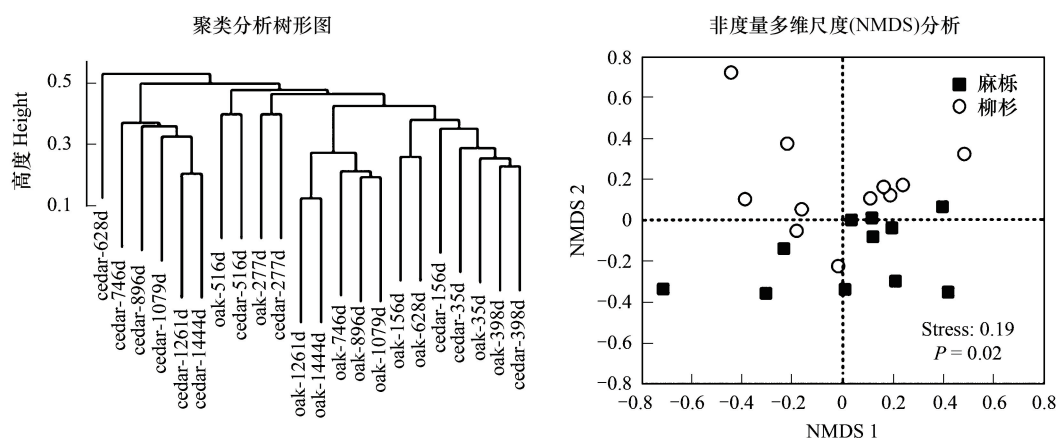 聚类分析树形图
高度 Height
0.5
0.3
0.1
cedar-628d
cedar-746d
cedar-896d
cedar-1079d
cedar-1261d
cedar-1444d
oak-516d
cedar-516d
oak-277d
cedar-277d
oak-1261d
oak-1444d
oak-746d
oak-896d
oak-1079d
oak-156d
oak-628d
cedar-156d
cedar-35d
oak-35d
oak-398d
cedar-398d
非度量多维尺度(NMDS)分析
NMDS 2
0.8
0.6
0.4
0.2
0
−0.2
−0.4
−0.6
−0.8
麻栎
柳杉
Stress: 0.19
P = 0.02
−0.8 −0.6 −0.4 −0.2 0 0.2 0.4 0.6 0.8
NMDS 1